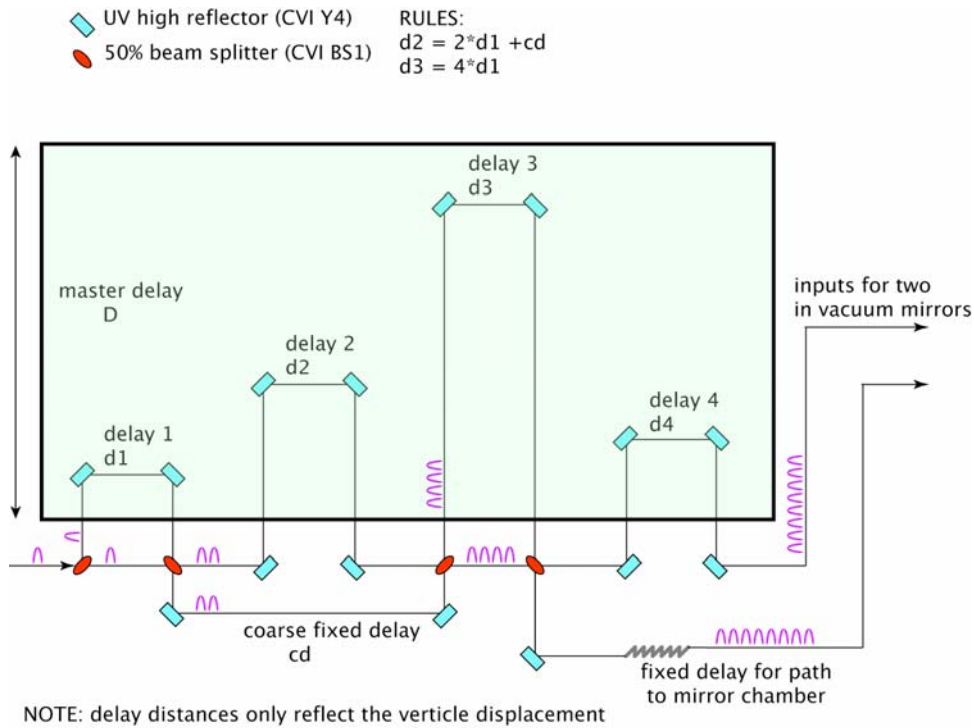 UV high reflector (CVI Y4)
50% beam splitter (CVI BS1)
RULES:
d2 = 2*d1 +cd
d3 = 4*d1
delay 3
d3
master delay
D
inputs for two
in vacuum mirrors
delay 2
d2
delay 4
d4
delay 1
d1
coarse fixed delay
cd
fixed delay for path
to mirror chamber
NOTE: delay distances only reflect the verticle displacement